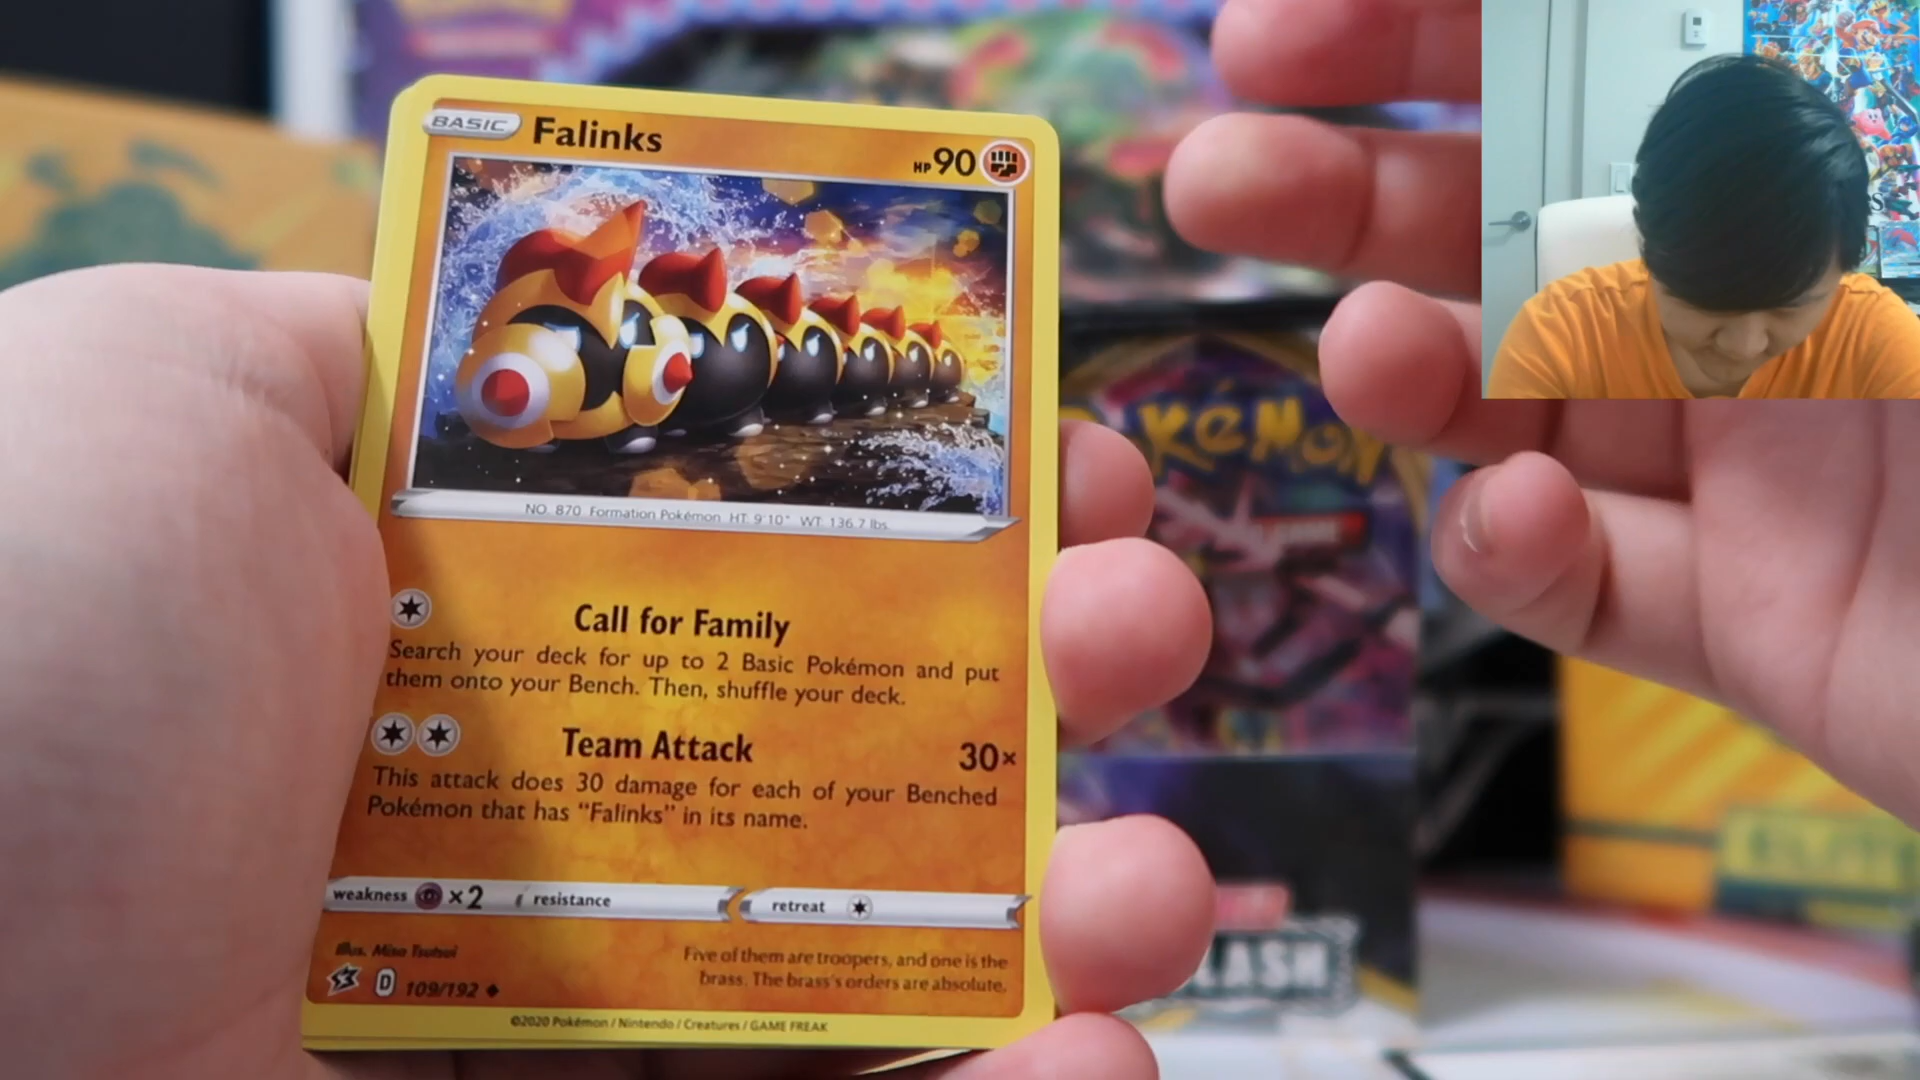 BASIC Falinks HP 90
NO. 870 Formation Pokémon HT: 9'10" WT: 136.7 lbs.
Call for Family
Search your deck for up to 2 Basic Pokémon and put
them onto your Bench. Then, shuffle your deck.
Team Attack 30×
This attack does 30 damage for each of your Benched
Pokémon that has “Falinks” in its name.
weakness ×2 resistance retreat
Illus. Misa Tsutsui
D 109/192
Five of them are troopers, and one is the
brass. The brass's orders are absolute.
©2020 Pokémon / Nintendo / Creatures / GAME FREAK
POKéMON
LASH
ELITE